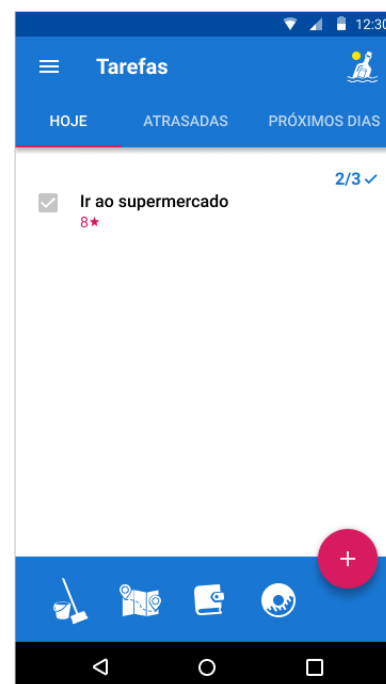 12:30
Tarefas
HOJE ATRASADAS PRÓXIMOS DIAS
2/3
Ir ao supermercado
8★
+